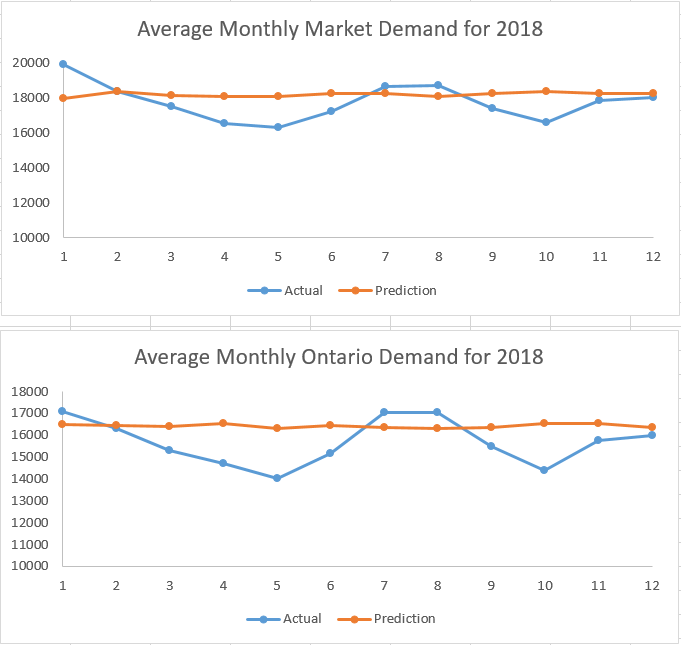 Average Monthly Market Demand for 2018
20000
18000
16000
14000
12000
10000
1 2 3 4 5 6 7 8 9 10 11 12
Actual Prediction
Average Monthly Ontario Demand for 2018
18000
17000
16000
15000
14000
13000
12000
11000
10000
1 2 3 4 5 6 7 8 9 10 11 12
Actual Prediction